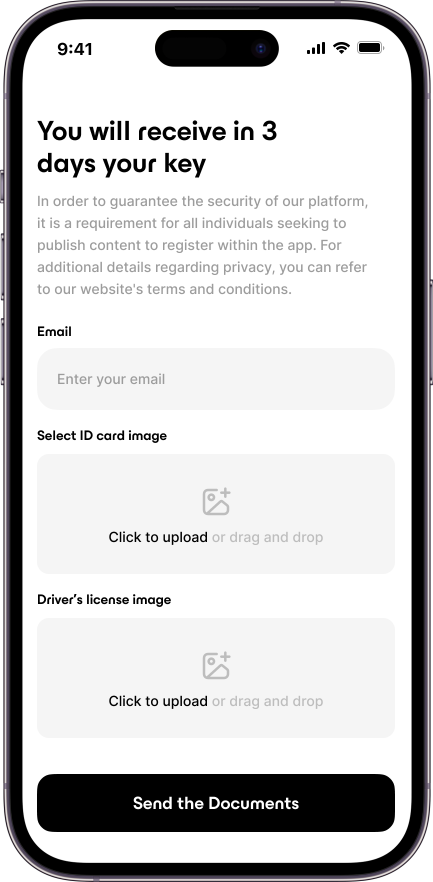 9:41
You will receive in 3
days your key
In order to guarantee the security of our platform,
it is a requirement for all individuals seeking to
publish content to register within the app. For
additional details regarding privacy, you can refer
to our website's terms and conditions.
Email
Enter your email
Select ID card image
Click to upload or drag and drop
Driver's license image
Click to upload or drag and drop
Send the Documents